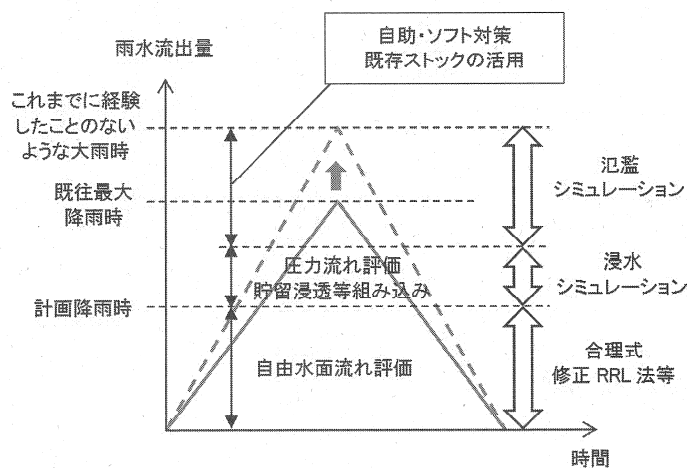 自助・ソフト対策
既存ストックの活用
雨水流出量
これまでに経験
したことのない
ような大雨時
既往最大
降雨時
計画降雨時
圧力流れ評価
貯留浸透等組み込み
自由水面流れ評価
氾濫
シミュレーション
浸水
シミュレーション
合理式
修正 RRL 法等
時間